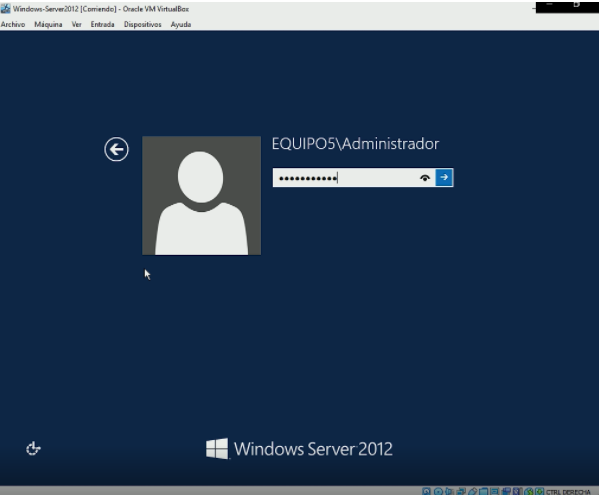 Windows-Server2012 [Corriendo] - Oracle VM VirtualBox
Archivo Máquina Ver Entrada Dispositivos Ayuda
EQUIPO5\Administrador
•••••••••••
Windows Server 2012
CTRL DERECHA